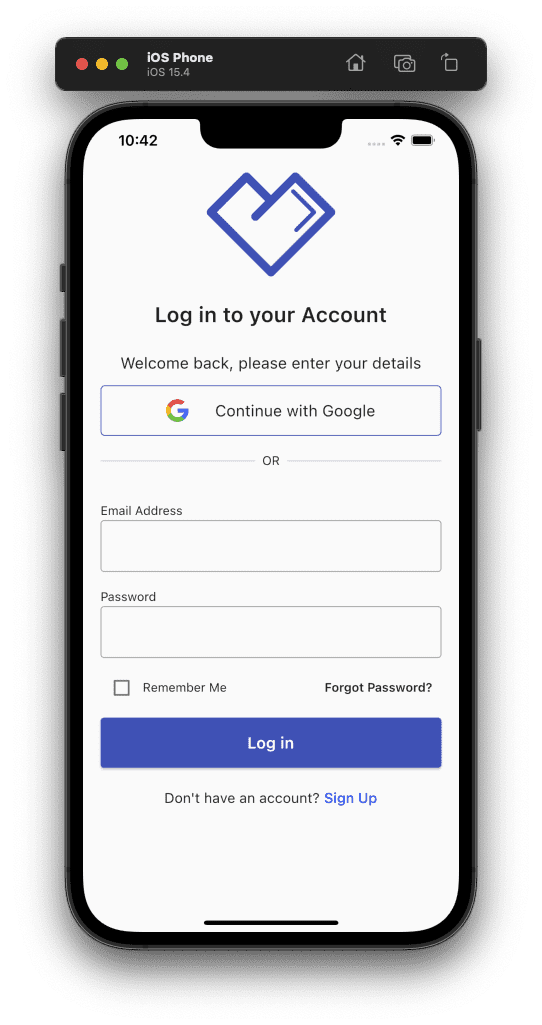 iOS Phone
iOS 15.4
10:42
Log in to your Account
Welcome back, please enter your details
Continue with Google
OR
Email Address
Password
Remember Me Forgot Password?
Log in
Don't have an account? Sign Up